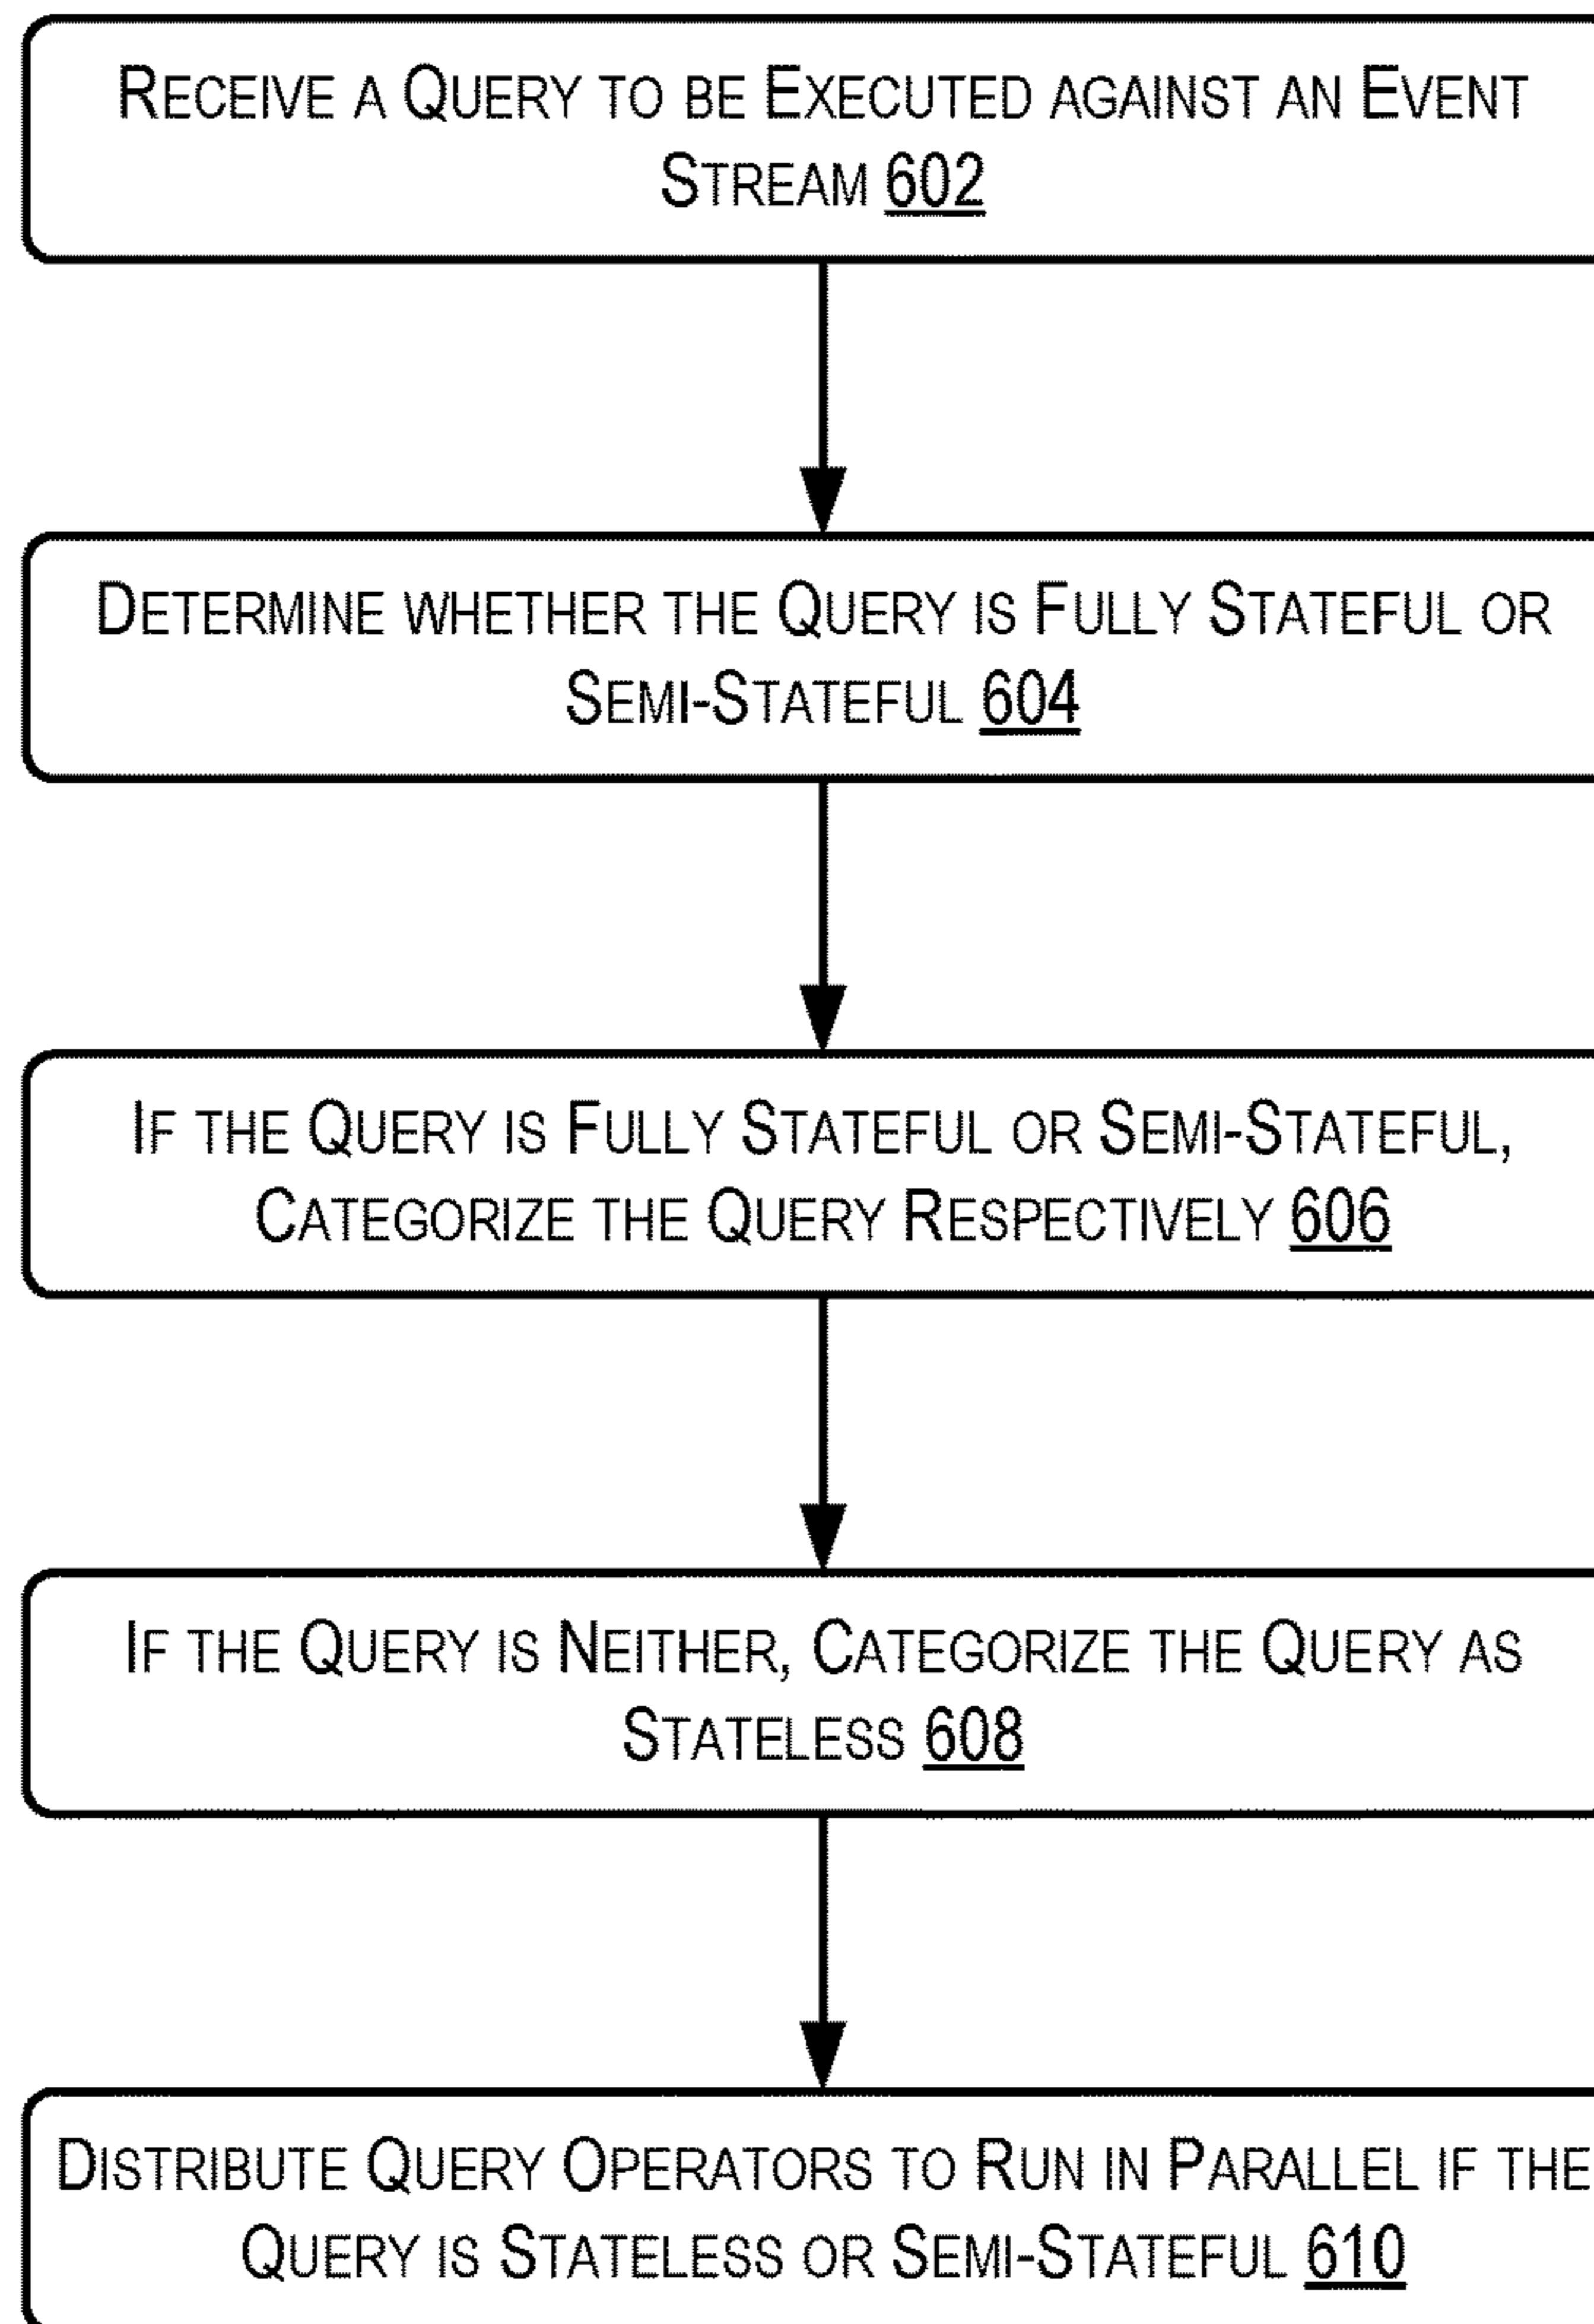 RECEIVE A QUERY TO BE EXECUTED AGAINST AN EVENT
STREAM 602
DETERMINE WHETHER THE QUERY IS FULLY STATEFUL OR
SEMI-STATEFUL 604
IF THE QUERY IS FULLY STATEFUL OR SEMI-STATEFUL,
CATEGORIZE THE QUERY RESPECTIVELY 606
IF THE QUERY IS NEITHER, CATEGORIZE THE QUERY AS
STATELESS 608
DISTRIBUTE QUERY OPERATORS TO RUN IN PARALLEL IF THE
QUERY IS STATELESS OR SEMI-STATEFUL 610